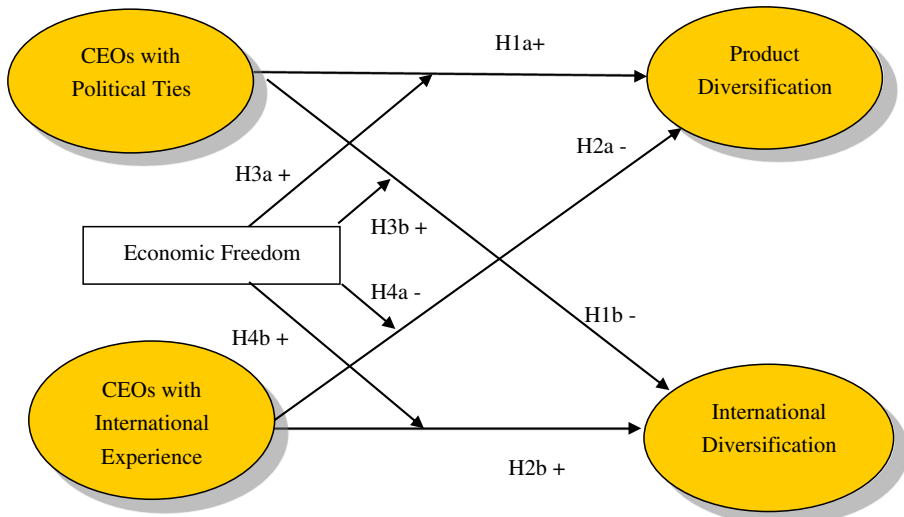 CEOs with
Political Ties
H1a+
Product
Diversification
H2a -
H3a +
H3b +
Economic Freedom
H4a -
H1b -
H4b +
CEOs with
International
Experience
International
Diversification
H2b +